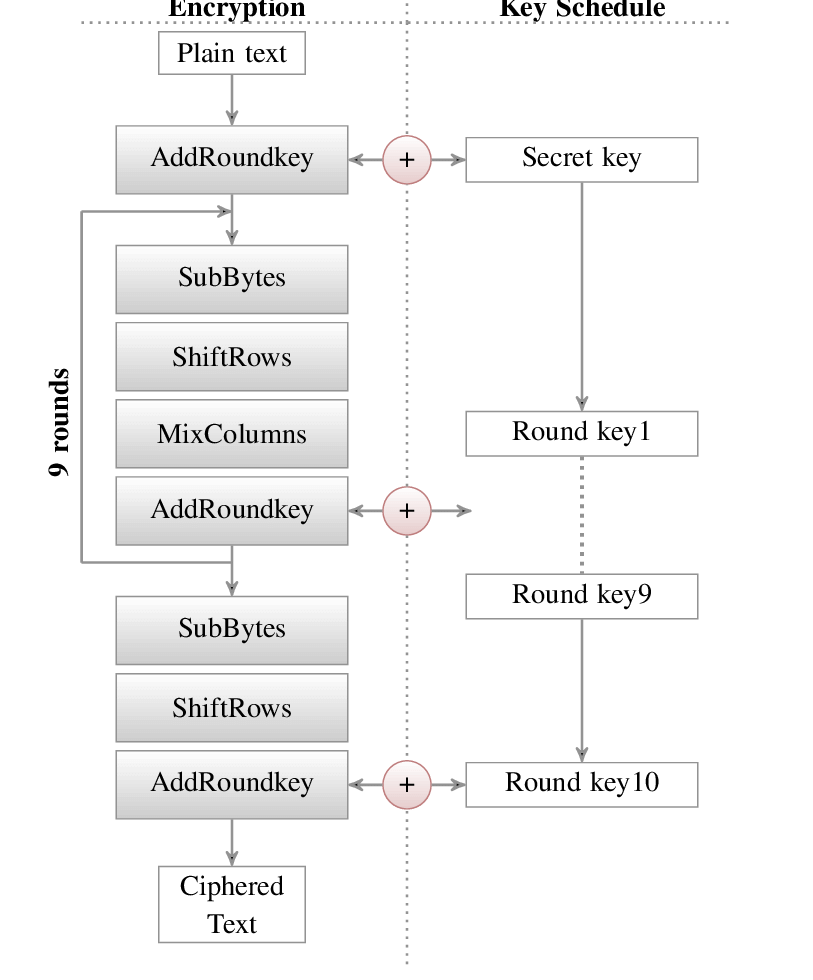 Encryption
Key Schedule
Plain text
AddRoundkey
+
Secret key
SubBytes
ShiftRows
MixColumns
9 rounds
Round key1
AddRoundkey
+
Round key9
SubBytes
ShiftRows
AddRoundkey
+
Round key10
Ciphered
Text